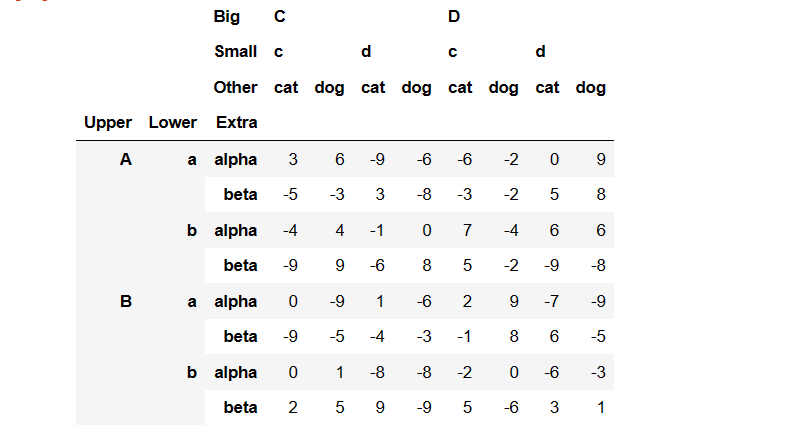 Big C D
Small c d c d
Other cat dog cat dog cat dog cat dog
Upper Lower Extra
A a alpha 3 6 -9 -6 -6 -2 0 9
beta -5 -3 3 -8 -3 -2 5 8
b alpha -4 4 -1 0 7 -4 6 6
beta -9 9 -6 8 5 -2 -9 -8
B a alpha 0 -9 1 -6 2 9 -7 -9
beta -9 -5 -4 -3 -1 8 6 -5
b alpha 0 1 -8 -8 -2 0 -6 -3
beta 2 5 9 -9 5 -6 3 1